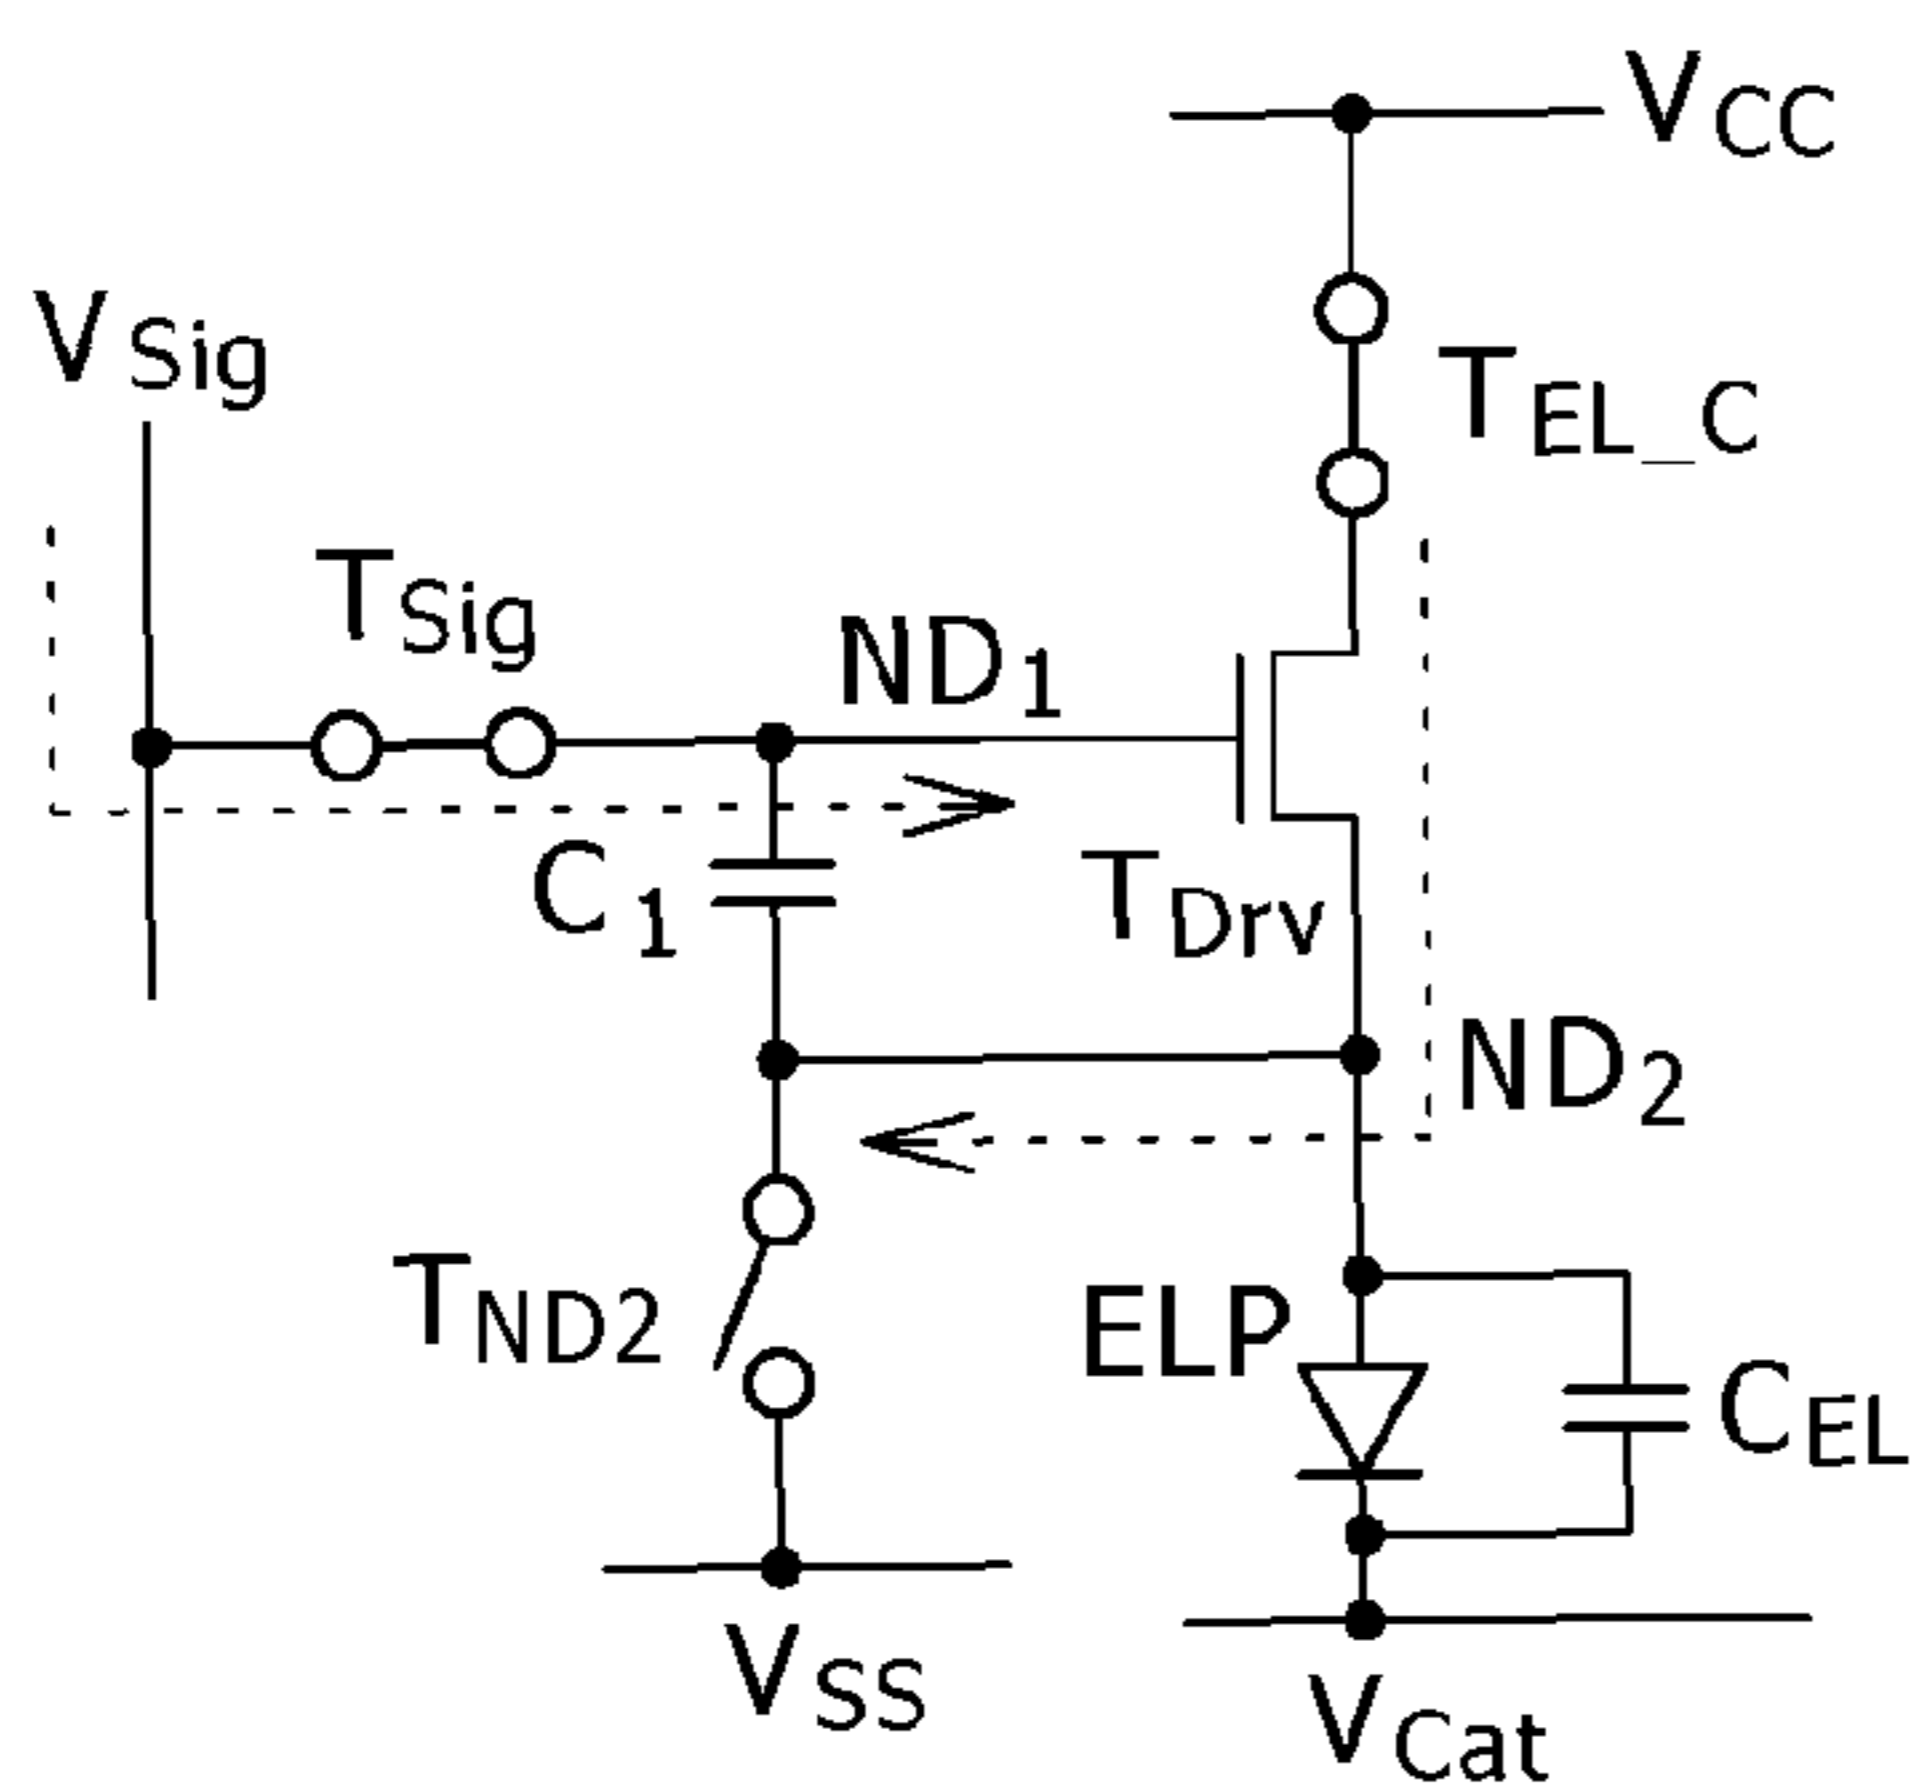 VCC
VSig
TEL_C
TSig
ND1
C1
TDrv
ND2
TND2
ELP
CEL
VSS
VCat